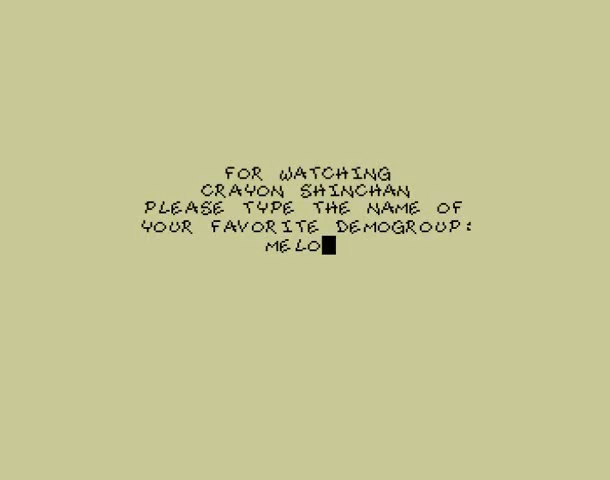 FOR WATCHING
CRAYON SHINCHAN
PLEASE TYPE THE NAME OF
YOUR FAVORITE DEMOGROUP:
MELO